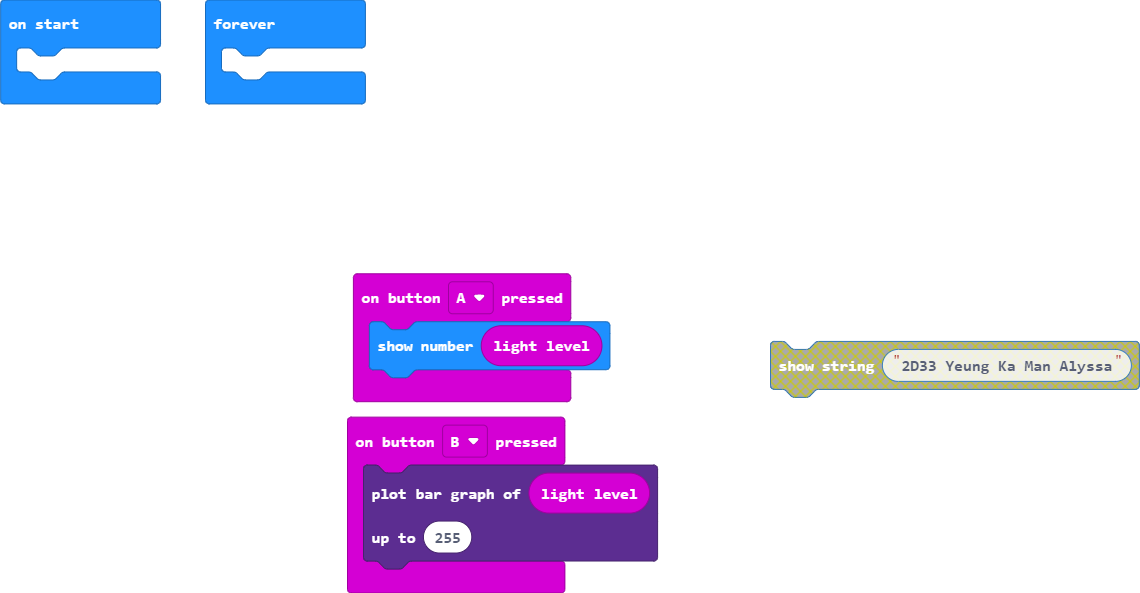 on start
forever
on button A pressed
show number light level
show string "2D33 Yeung Ka Man Alyssa"
on button B pressed
plot bar graph of light level
up to 255